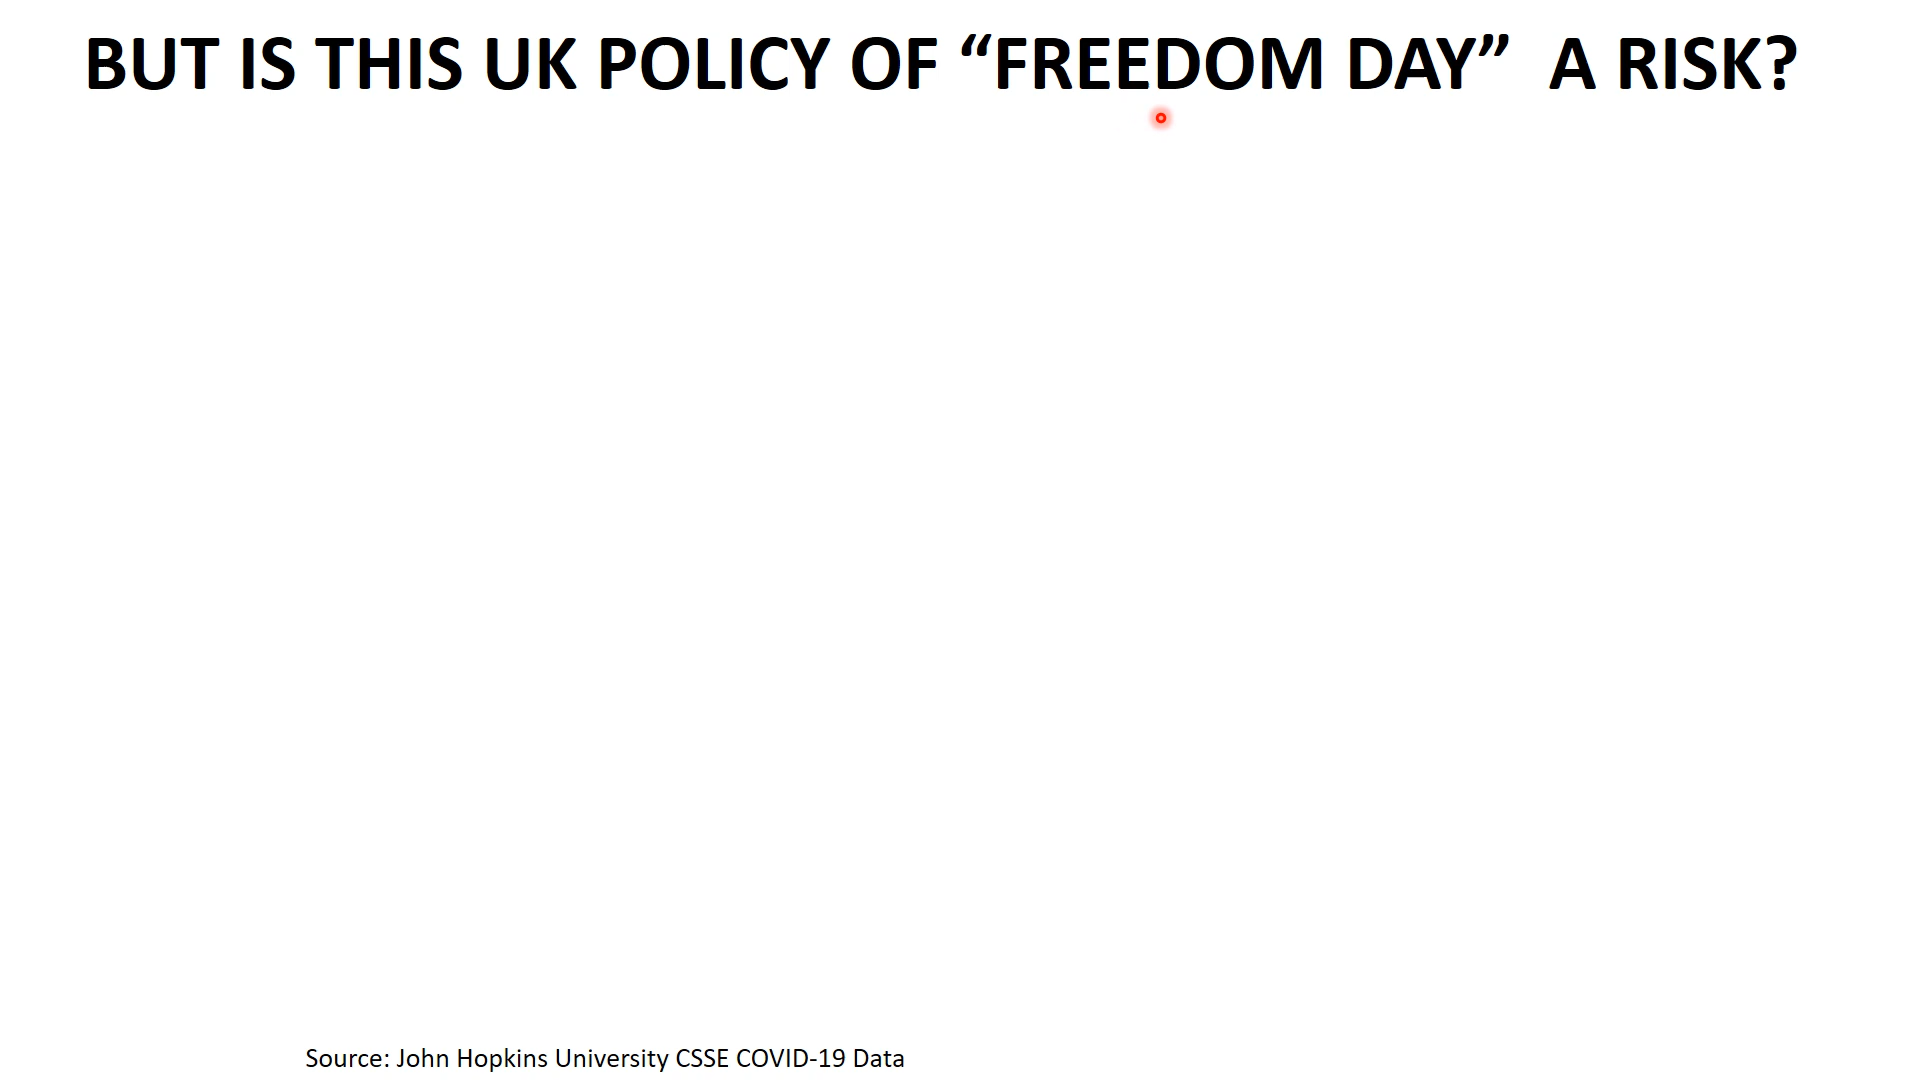 BUT IS THIS UK POLICY OF “FREEDOM DAY”  A RISK?
Source: John Hopkins University CSSE COVID-19 Data